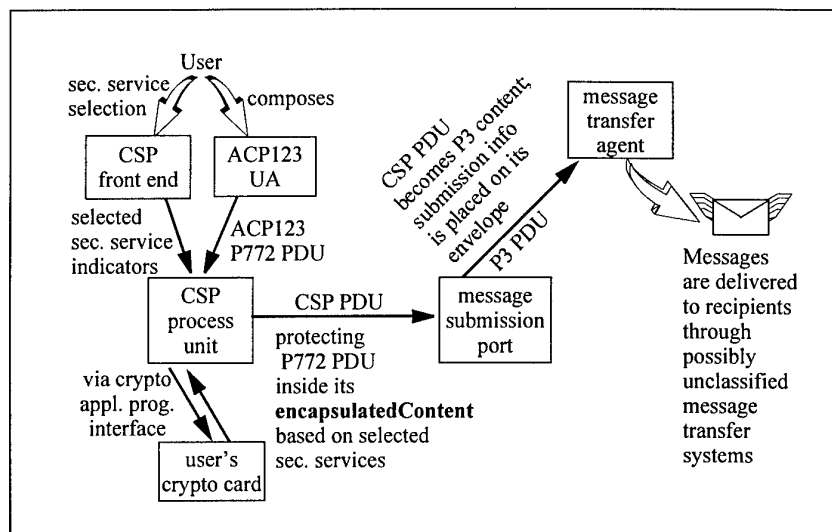 User
sec. service
selection
composes
CSP
front end
ACP123
UA
selected
sec. service
indicators
ACP123
P772 PDU
CSP
process
unit
via crypto
appl. prog.
interface
user's
crypto card
CSP PDU
protecting
P772 PDU
inside its
encapsulatedContent
based on selected
sec. services
message
submission
port
CSP PDU
becomes P3 content;
submission info
is placed on its
envelope
P3 PDU
message
transfer
agent
Messages
are delivered
to recipients
through
possibly
unclassified
message
transfer
systems